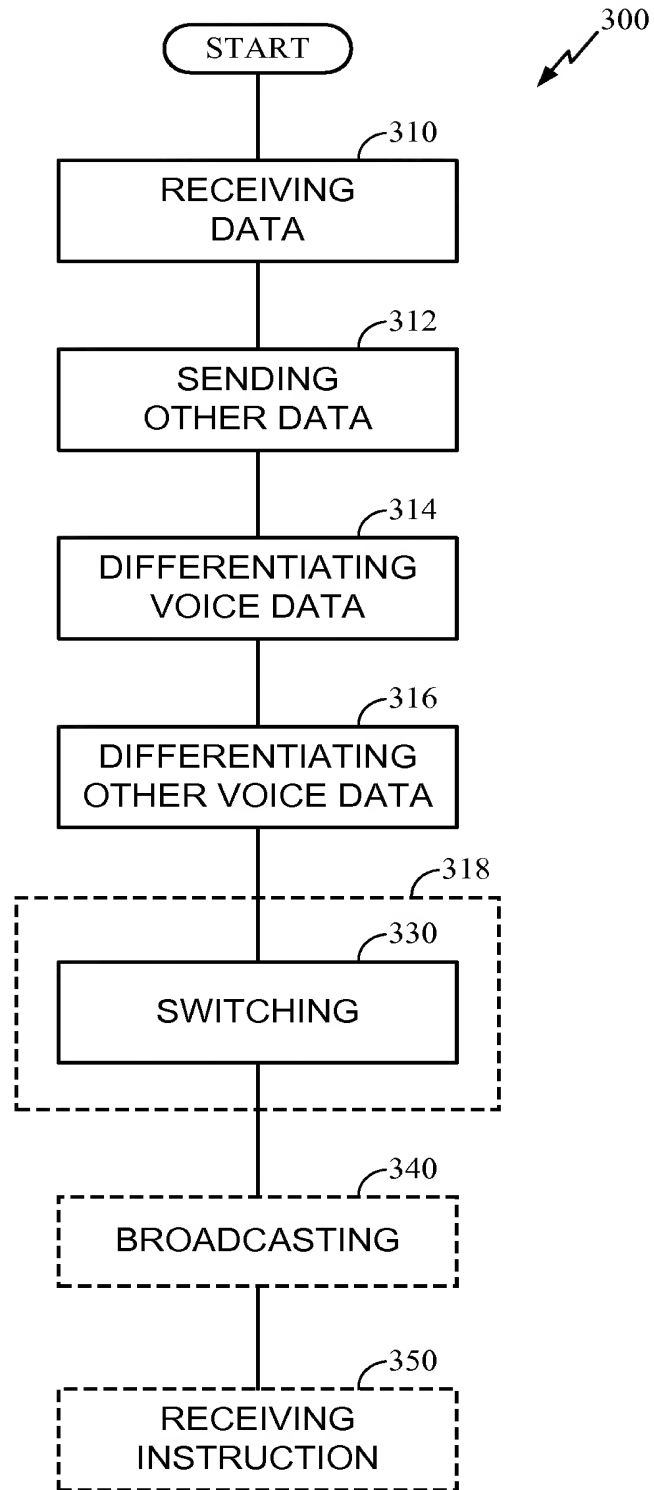 300
START
310
RECEIVING
DATA
312
SENDING
OTHER DATA
314
DIFFERENTIATING
VOICE DATA
316
DIFFERENTIATING
OTHER VOICE DATA
318
330
SWITCHING
340
BROADCASTING
350
RECEIVING
INSTRUCTION